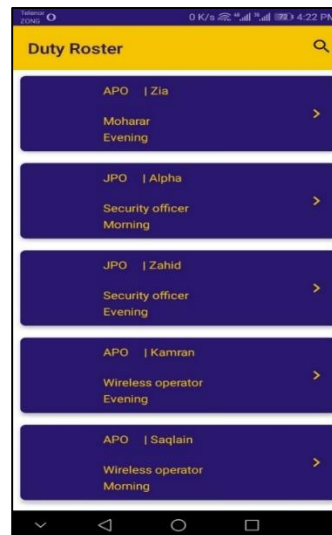 Telenor
ZONG
0 K/s 4:22 PM
Duty Roster
APO | Zia
Moharar
Evening
JPO | Alpha
Security officer
Morning
JPO | Zahid
Security officer
Evening
APO | Kamran
Wireless operator
Evening
APO | Saqlain
Wireless operator
Morning